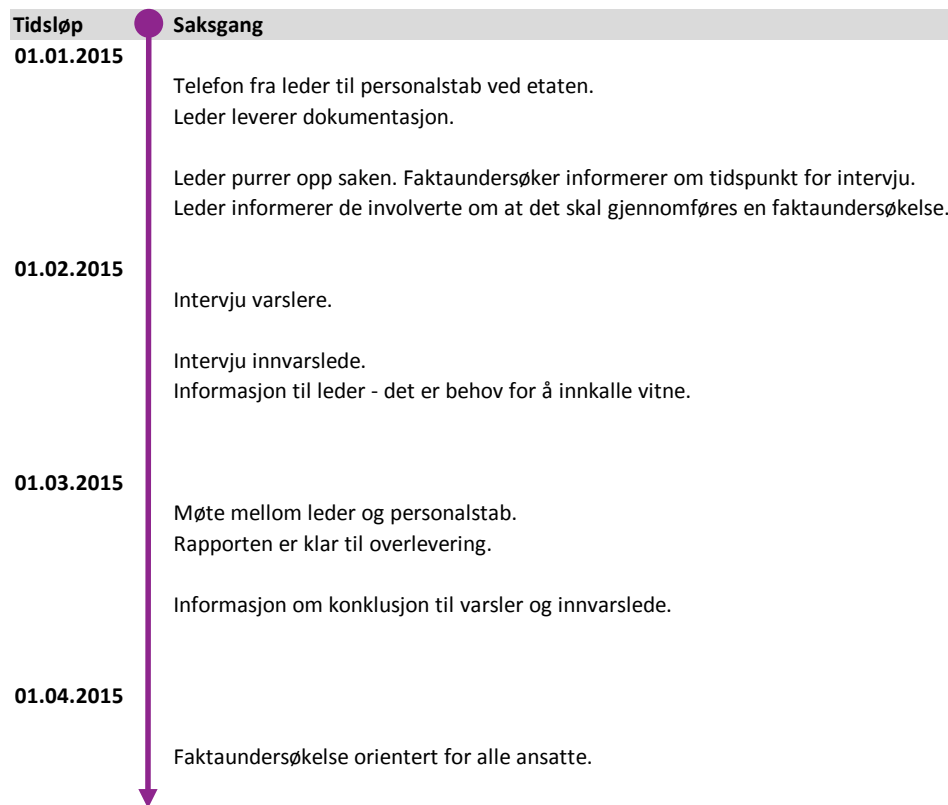 Tidsløp Saksgang
01.01.2015
Telefon fra leder til personalstab ved etaten.
Leder leverer dokumentasjon.
Leder purrer opp saken. Faktaundersøker informerer om tidspunkt for intervju.
Leder informerer de involverte om at det skal gjennomføres en faktaundersøkelse.
01.02.2015
Intervju varslere.
Intervju innvarslede.
Informasjon til leder - det er behov for å innkalle vitne.
01.03.2015
Møte mellom leder og personalstab.
Rapporten er klar til overlevering.
Informasjon om konklusjon til varsler og innvarslede.
01.04.2015
Faktaundersøkelse orientert for alle ansatte.